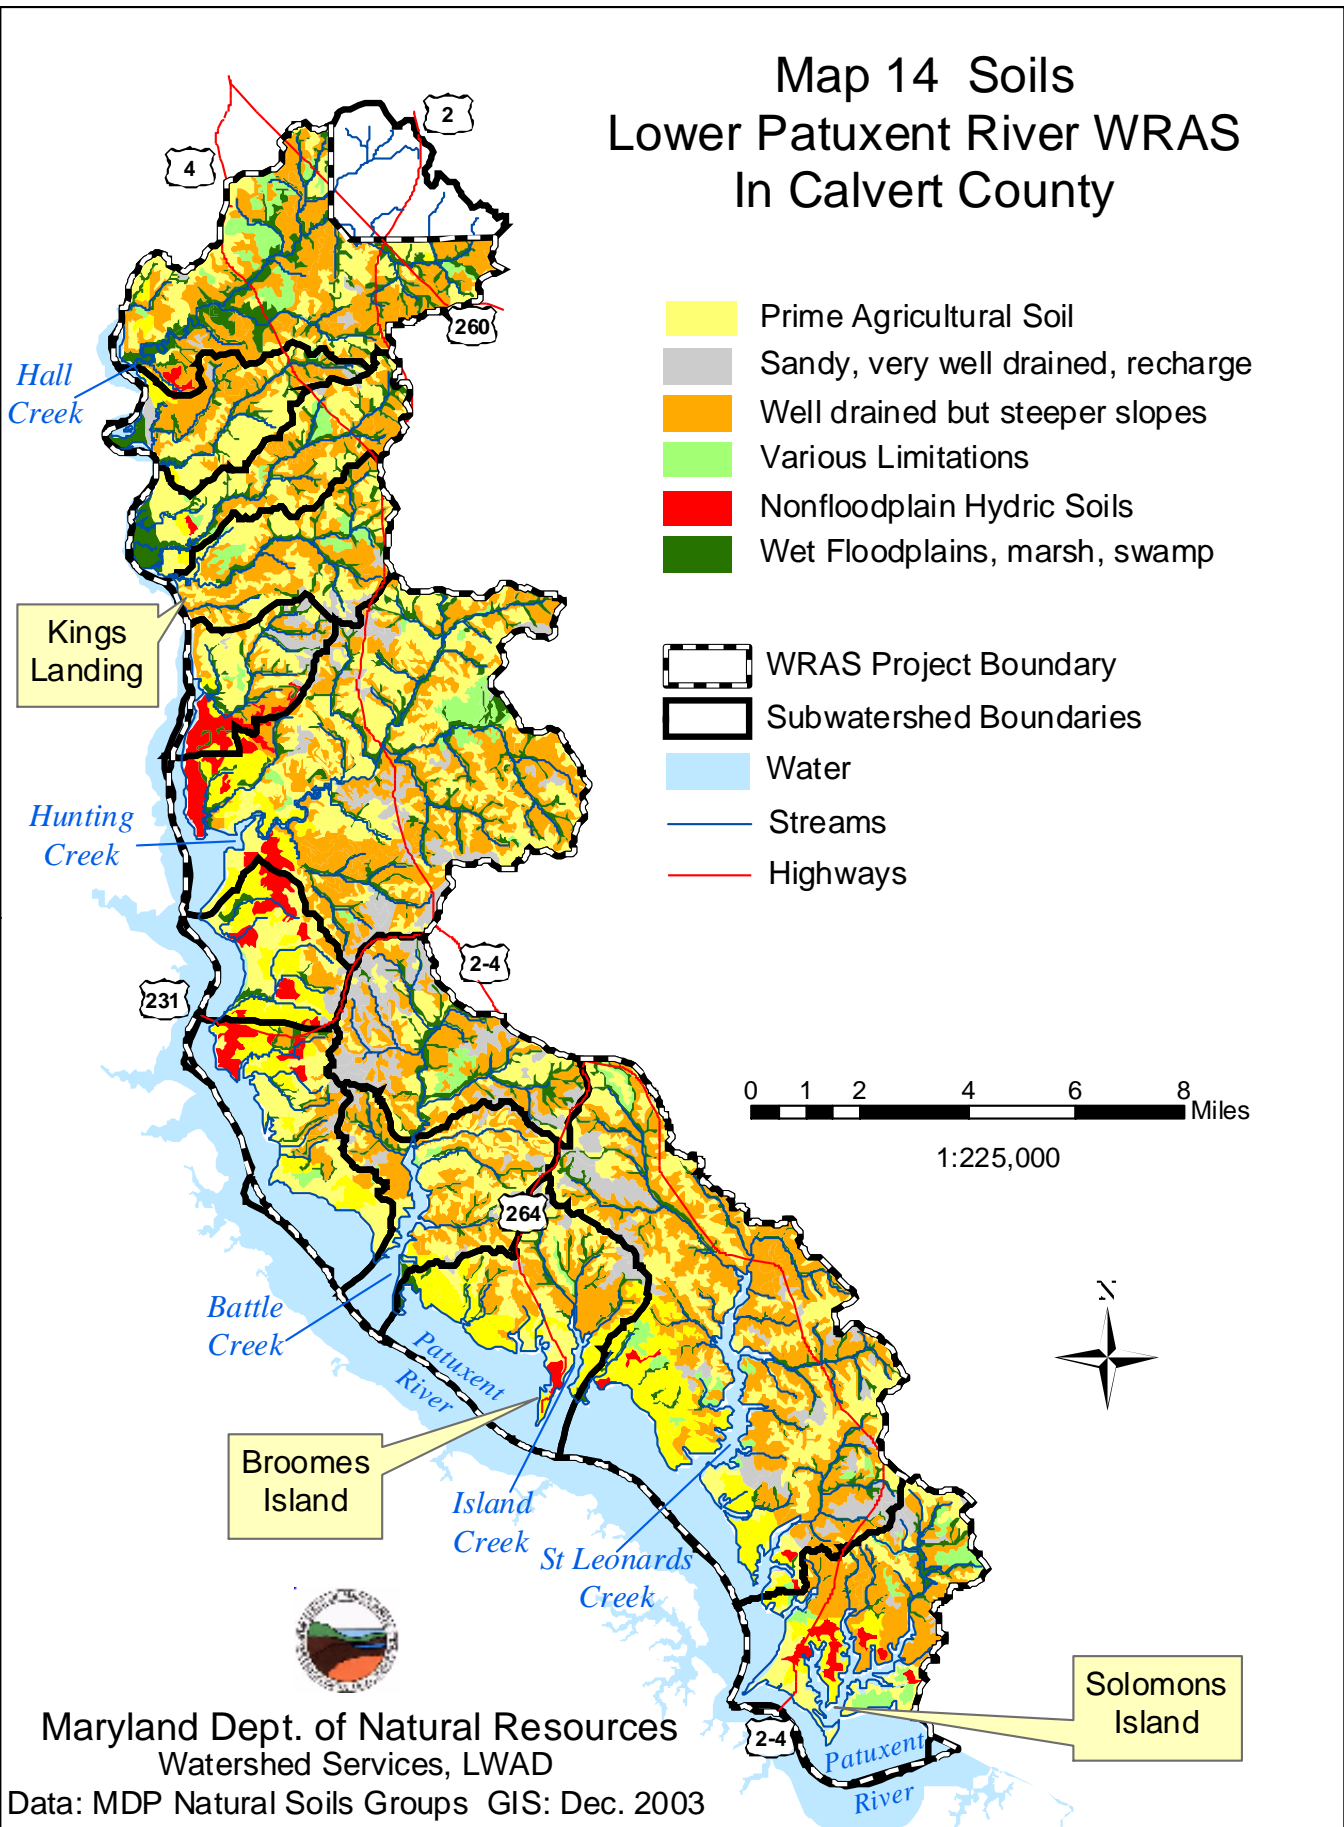 Map 14 Soils
Lower Patuxent River WRAS
In Calvert County
2
4
260
Prime Agricultural Soil
Sandy, very well drained, recharge
Well drained but steeper slopes
Various Limitations
Nonfloodplain Hydric Soils
Wet Floodplains, marsh, swamp
WRAS Project Boundary
Subwatershed Boundaries
Water
Streams
Highways
Hall
Creek
Kings
Landing
Hunting
Creek
2-4
231
0 1 2 4 6 8 Miles
1:225,000
264
Battle
Creek
Patuxent
River
N
Broomes
Island
Island
Creek
St Leonards
Creek
Solomons
Island
2-4
Patuxent
River
Maryland Dept. of Natural Resources
Watershed Services, LWAD
Data: MDP Natural Soils Groups GIS: Dec. 2003